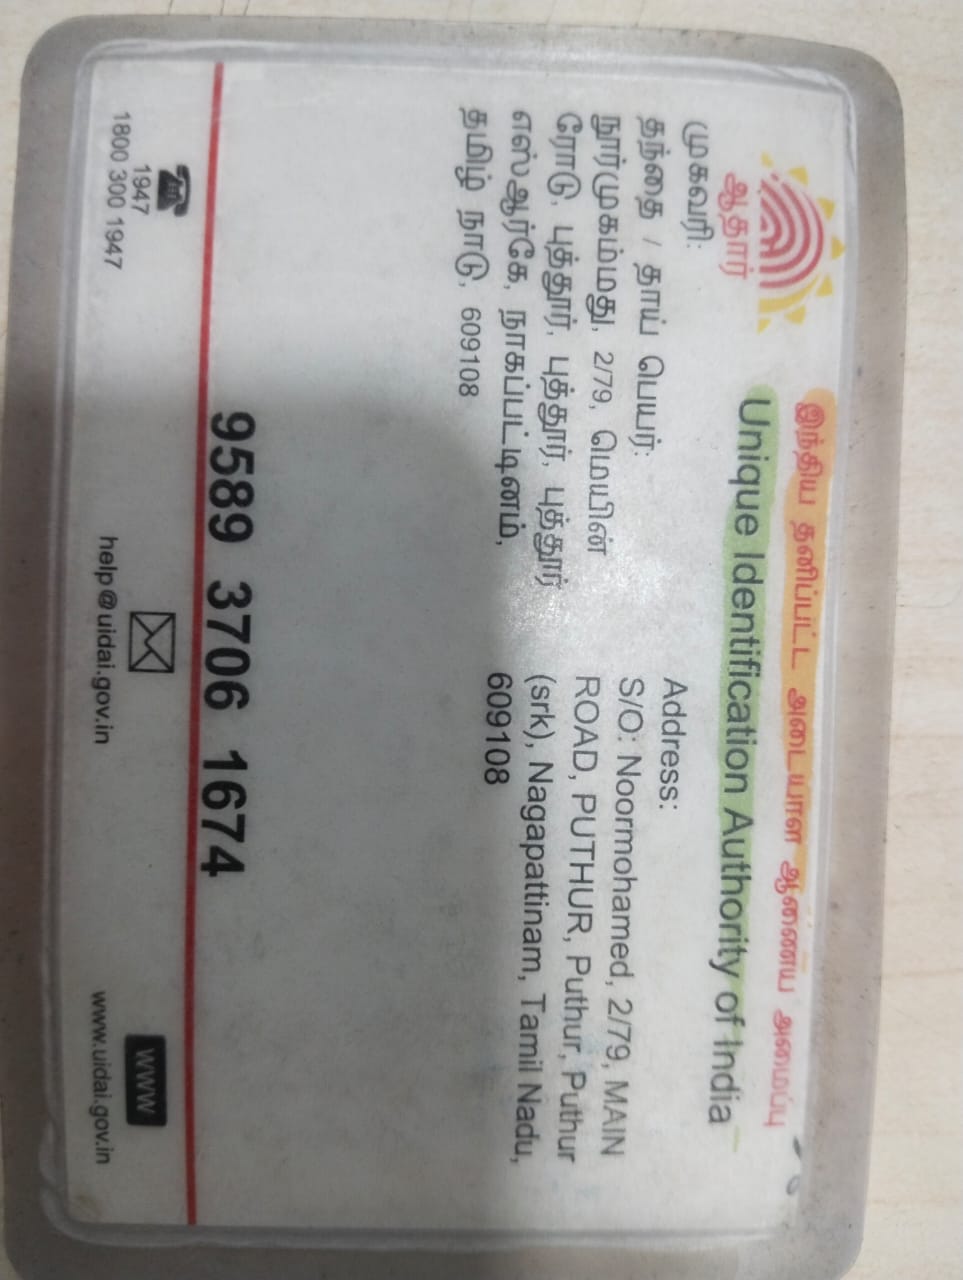 இந்திய தனிப்பட்ட அடையாள ஆணைய அமைப்பு
Unique Identification Authority of India
ஆதார்
முகவரி:
தந்தை / தாய் பெயர்:
நூர்முகம்மது, 2/79, மெயின்
ரோடு, புத்தூர், புத்தூர், புத்தூர்
எஸ்ஆர்கே, நாகப்பட்டினம்,
தமிழ் நாடு, 609108
Address:
S/O: Noormohamed, 2/79, MAIN
ROAD, PUTHUR, Puthur, Puthur
(srk), Nagapattinam, Tamil Nadu,
609108
9589 3706 1674
1947
1800 300 1947
help@uidai.gov.in
WWW
www.uidai.gov.in